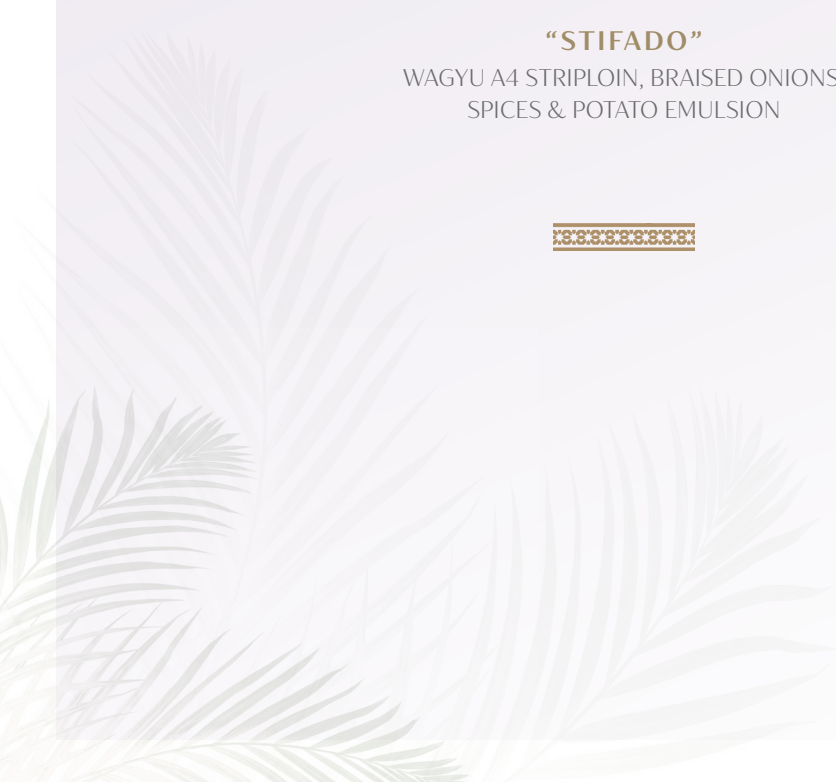 “STIFADO”
WAGYU A4 STRIPLOIN, BRAISED ONIONS
SPICES & POTATO EMULSION